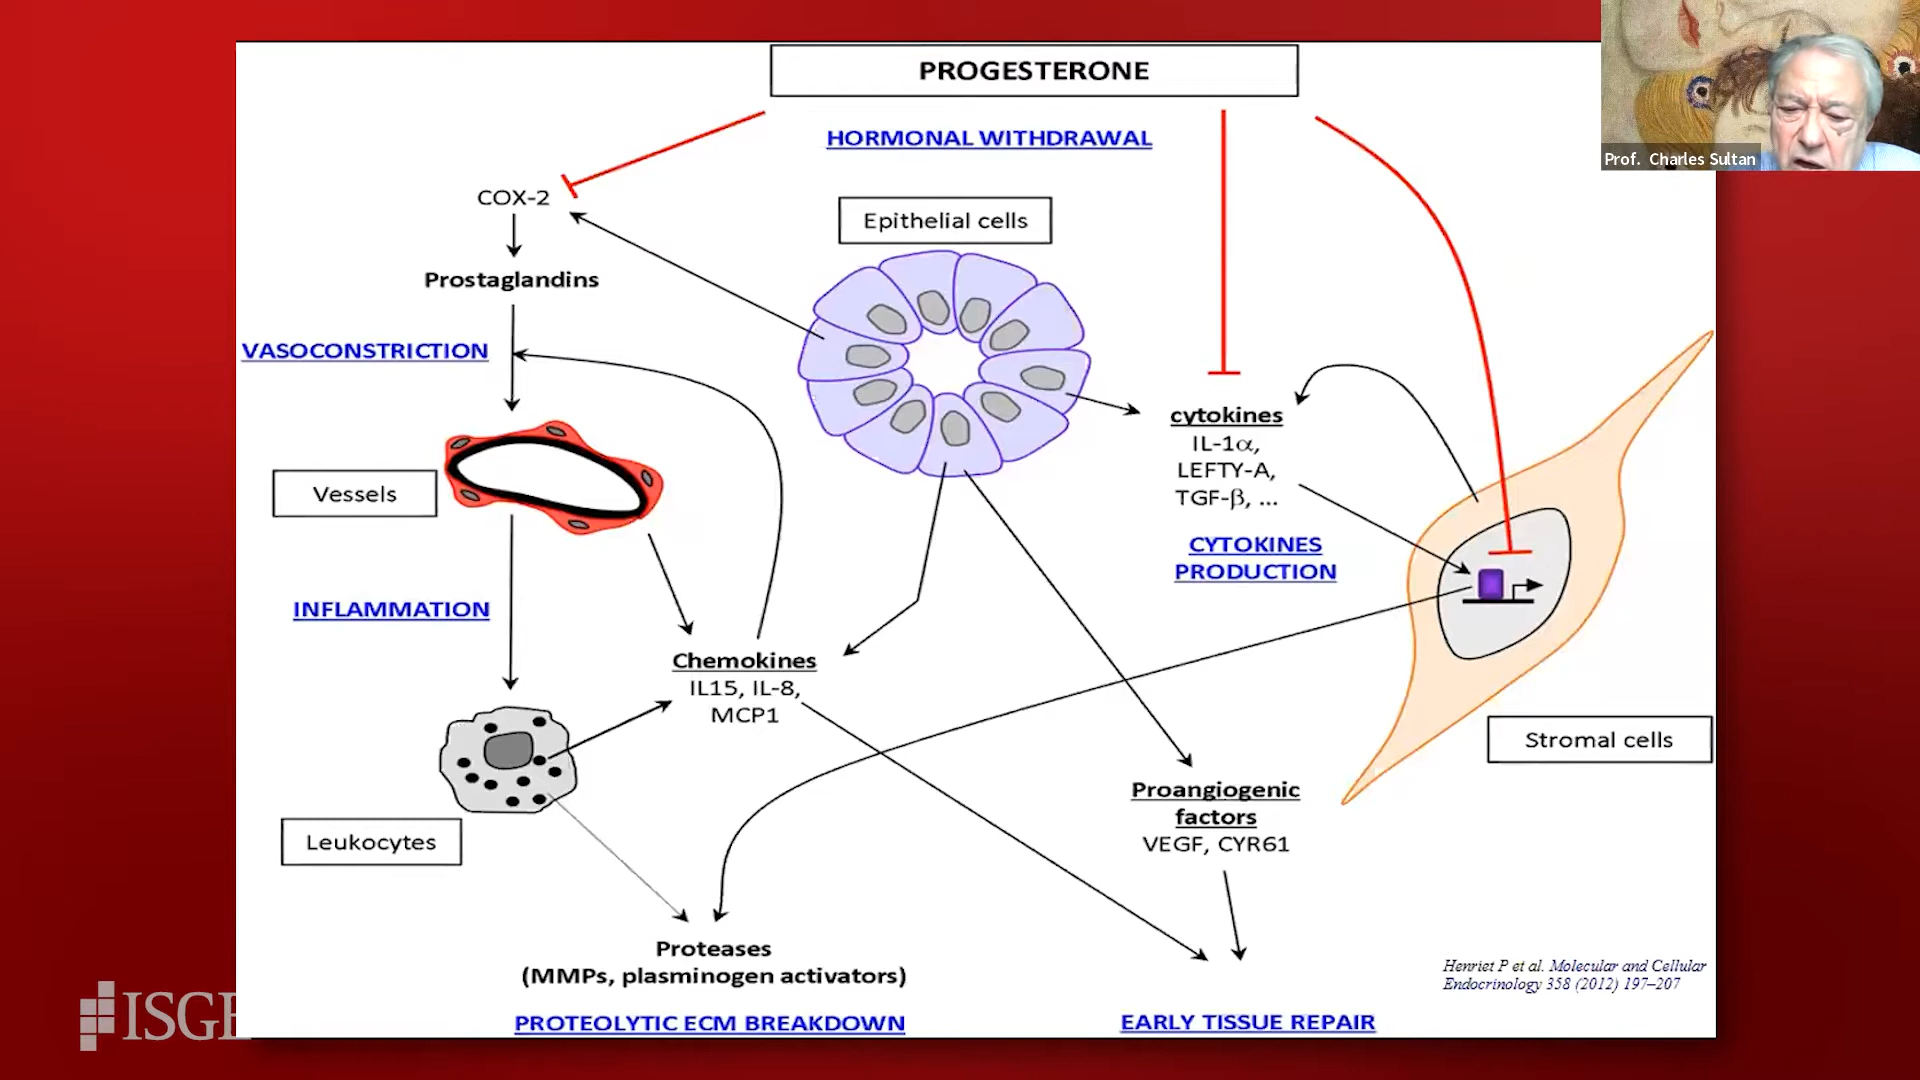 PROGESTERONE
HORMONAL WITHDRAWAL
Prof. Charles Sultan
COX-2
Epithelial cells
Prostaglandins
VASOCONSTRICTION
cytokines
IL-1α,
LEFTY-A,
TGF-β, ...
Vessels
CYTOKINES
PRODUCTION
INFLAMMATION
Chemokines
IL15, IL-8,
MCP1
Stromal cells
Proangiogenic
factors
VEGF, CYR61
Leukocytes
Proteases
(MMPs, plasminogen activators)
Henriet P et al. Molecular and Cellular
Endocrinology 358 (2012) 197–207
PROTEOLYTIC ECM BREAKDOWN
EARLY TISSUE REPAIR
ISGE